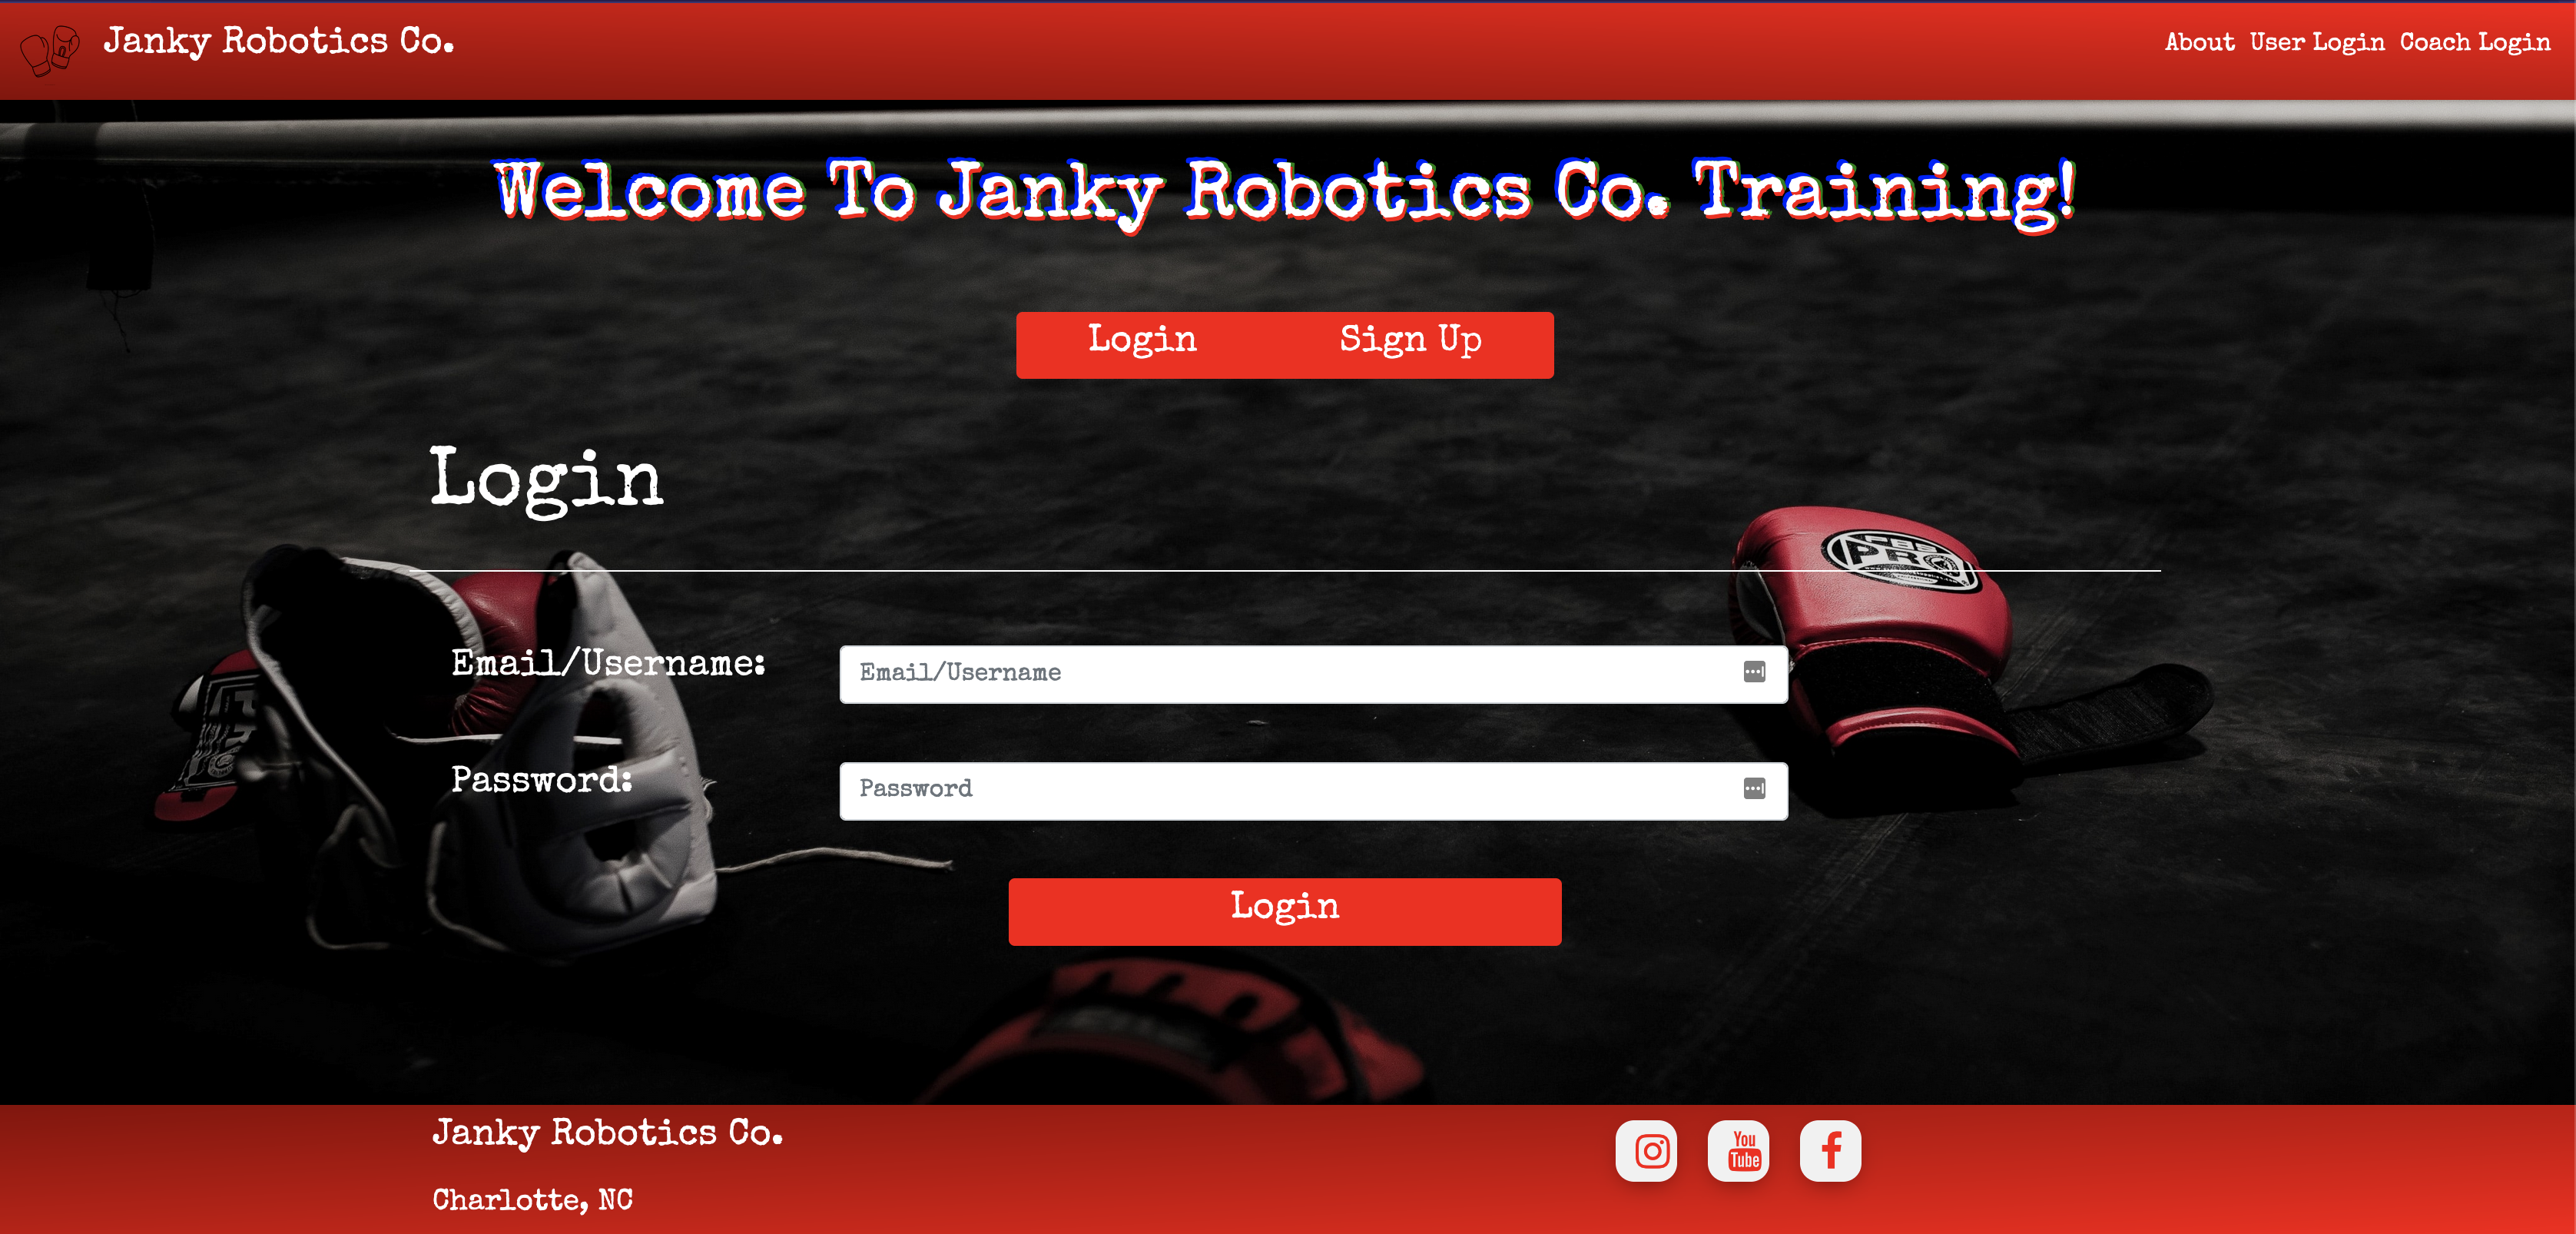 Janky Robotics Co.
About User Login Coach Login
Welcome To Janky Robotics Co. Training!
Login Sign Up
Login
PRO
Email/Username:
Email/Username
Password:
Password
Login
Janky Robotics Co.
You
Tube
Charlotte, NC